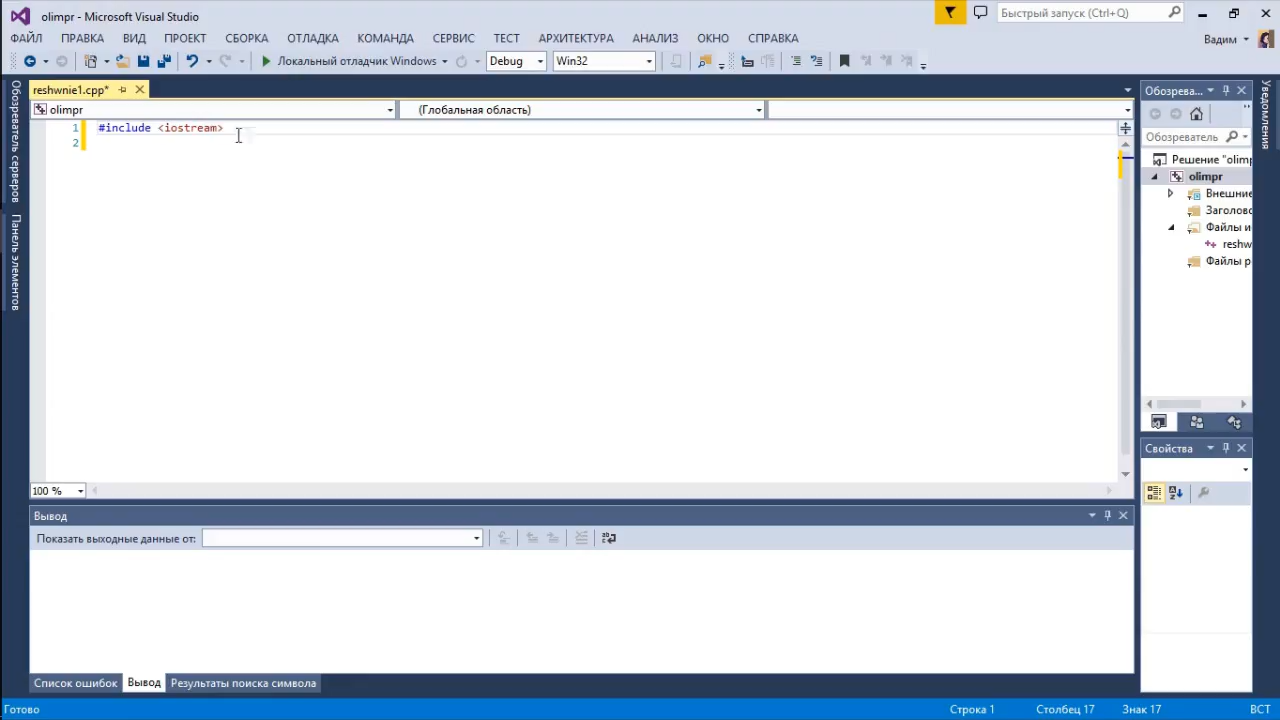 olimpr - Microsoft Visual Studio
Быстрый запуск (Ctrl+Q)
ФАЙЛ ПРАВКА ВИД ПРОЕКТ СБОРКА ОТЛАДКА КОМАНДА СЕРВИС ТЕСТ АРХИТЕКТУРА АНАЛИЗ ОКНО СПРАВКА
Вадим
Локальный отладчик Windows Debug Win32
Обозреватель серверов
Панель элементов
reshwnie1.cpp*
olimpr (Глобальная область)
1 #include <iostream>
2
100 %
Обозрева...
Обозреватель
Решение "olimp
olimpr
Внешние
Заголово
Файлы и
reshw
Файлы р
Свойства
Уведомления
Вывод
Показать выходные данные от:
Список ошибок Вывод Результаты поиска символа
Готово Строка 1 Столбец 17 Знак 17 ВСТ